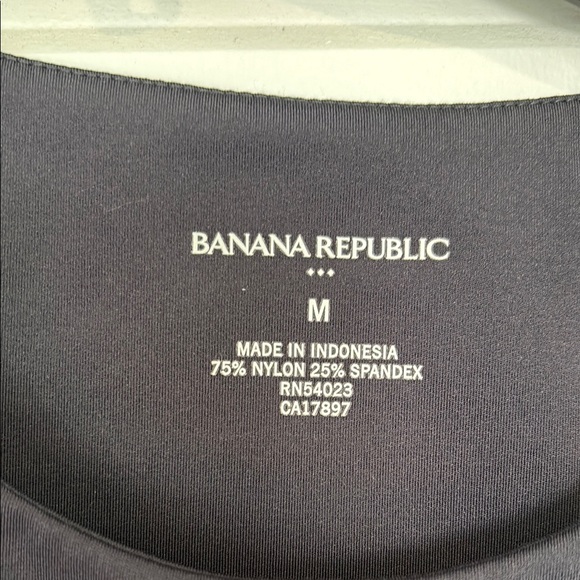 BANANA REPUBLIC
M
MADE IN INDONESIA
75% NYLON 25% SPANDEX
RN54023
CA17897